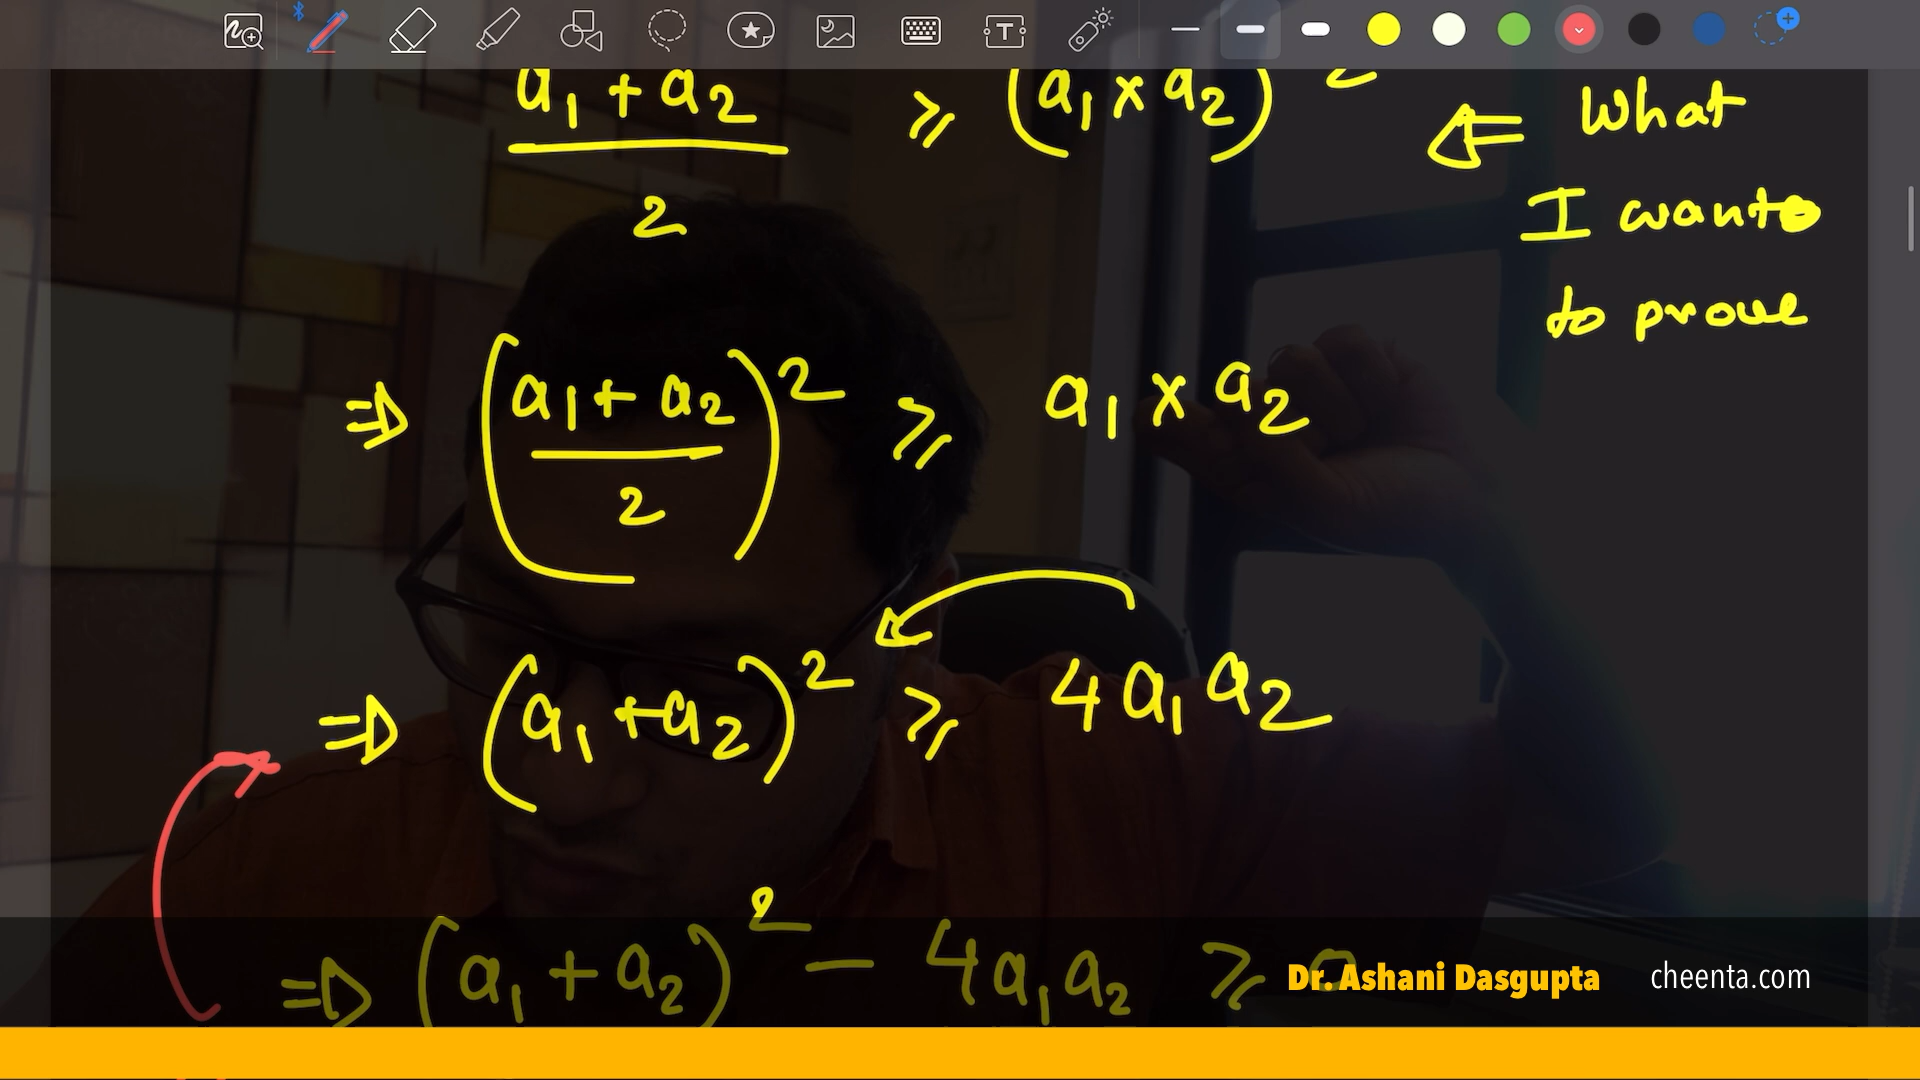 a₁ + a₂ / 2 ≥ (a₁ × a₂)
⇐ What
I want
to prove
⇒ (a₁ + a₂ / 2)² ≥ a₁ × a₂
⇒ (a₁ + a₂)² ≥ 4a₁a₂
⇒ (a₁ + a₂)² − 4a₁a₂ ≥ 0
Dr. Ashani Dasgupta cheenta.com